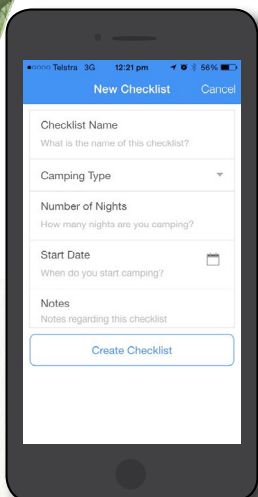 Telstra 3G 12:21 pm 56%
New Checklist Cancel
Checklist Name
What is the name of this checklist?
Camping Type
Number of Nights
How many nights are you camping?
Start Date
When do you start camping?
Notes
Notes regarding this checklist
Create Checklist